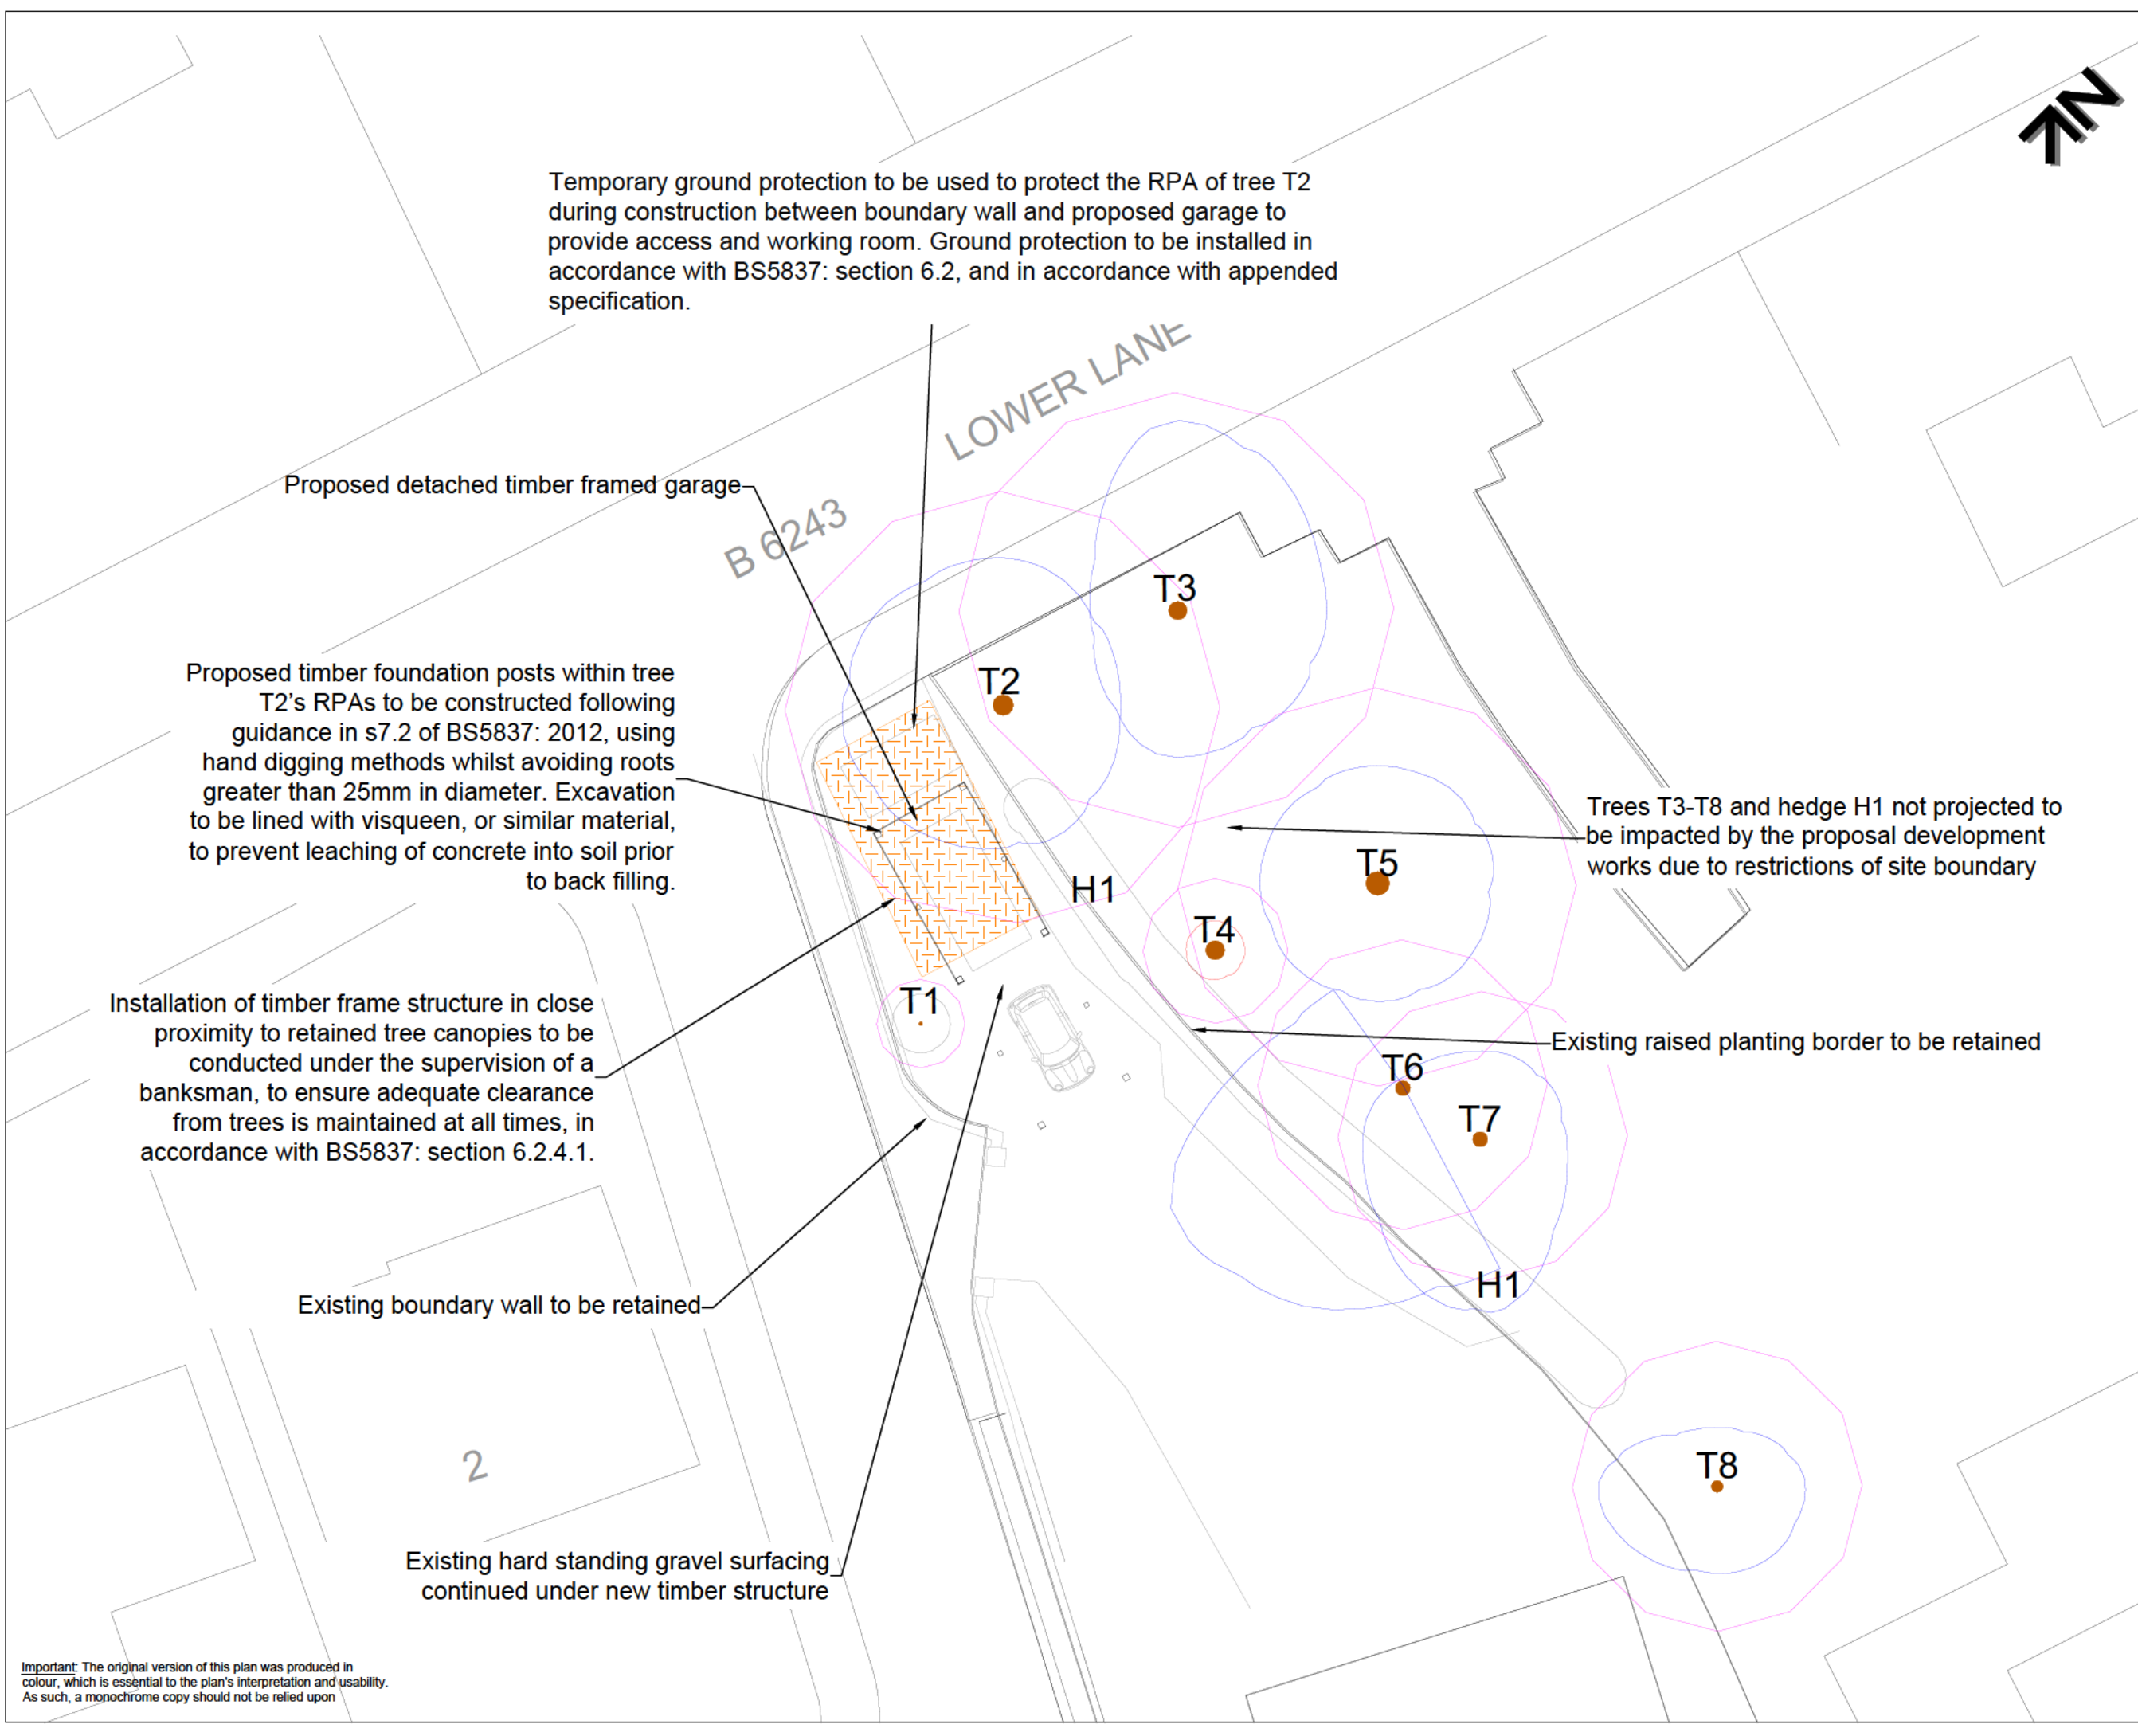 N
Temporary ground protection to be used to protect the RPA of tree T2
during construction between boundary wall and proposed garage to
provide access and working room. Ground protection to be installed in
accordance with BS5837: section 6.2, and in accordance with appended
specification.
LOWER LANE
Proposed detached timber framed garage
B 6243
T3
T2
Proposed timber foundation posts within tree
T2's RPAs to be constructed following
guidance in s7.2 of BS5837: 2012, using
hand digging methods whilst avoiding roots
greater than 25mm in diameter. Excavation
to be lined with visqueen, or similar material,
to prevent leaching of concrete into soil prior
to back filling.
Trees T3-T8 and hedge H1 not projected to
be impacted by the proposal development
works due to restrictions of site boundary
T5
H1
T4
T1
Installation of timber frame structure in close
proximity to retained tree canopies to be
conducted under the supervision of a
banksman, to ensure adequate clearance
from trees is maintained at all times, in
accordance with BS5837: section 6.2.4.1.
Existing raised planting border to be retained
T6
T7
H1
Existing boundary wall to be retained
T8
2
Existing hard standing gravel surfacing
continued under new timber structure
Important: The original version of this plan was produced in
colour, which is essential to the plan's interpretation and usability.
As such, a monochrome copy should not be relied upon